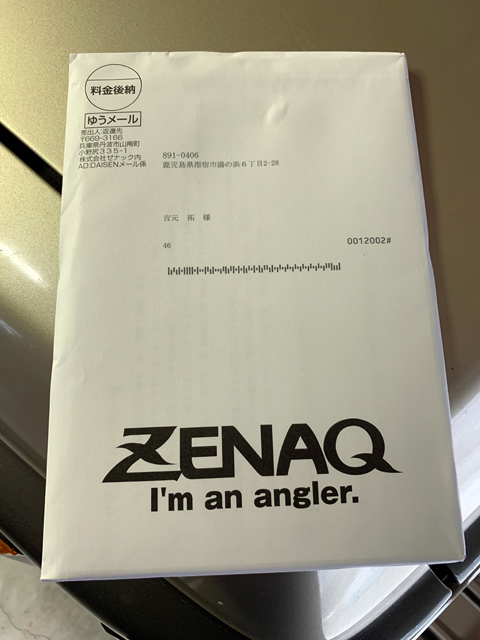 料金後納
ゆうメール
差出人・返還先
〒669-3166
兵庫県丹波市山南町
小野尻335-1
株式会社ゼナック内
AD:DAISENメール係
891-0406
鹿児島県指宿市湯の浜6丁目2-28
吉元 拓 様
46
0012002#
ZENAQ
I'm an angler.